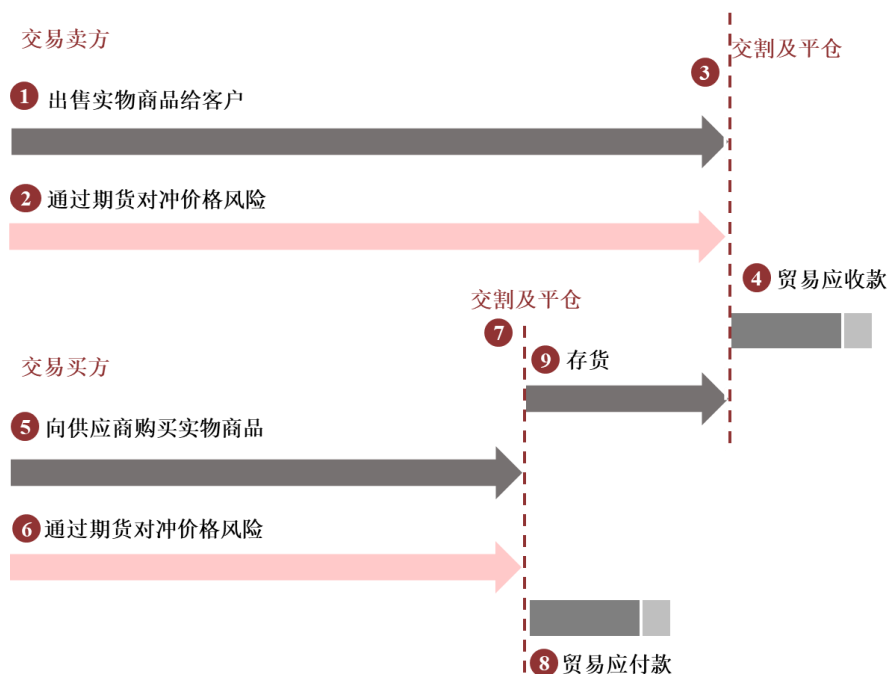 交易卖方
交割及平仓
3
1 出售实物商品给客户
2 通过期货对冲价格风险
4 贸易应收款
交割及平仓
7
9 存货
交易买方
5 向供应商购买实物商品
6 通过期货对冲价格风险
8 贸易应付款